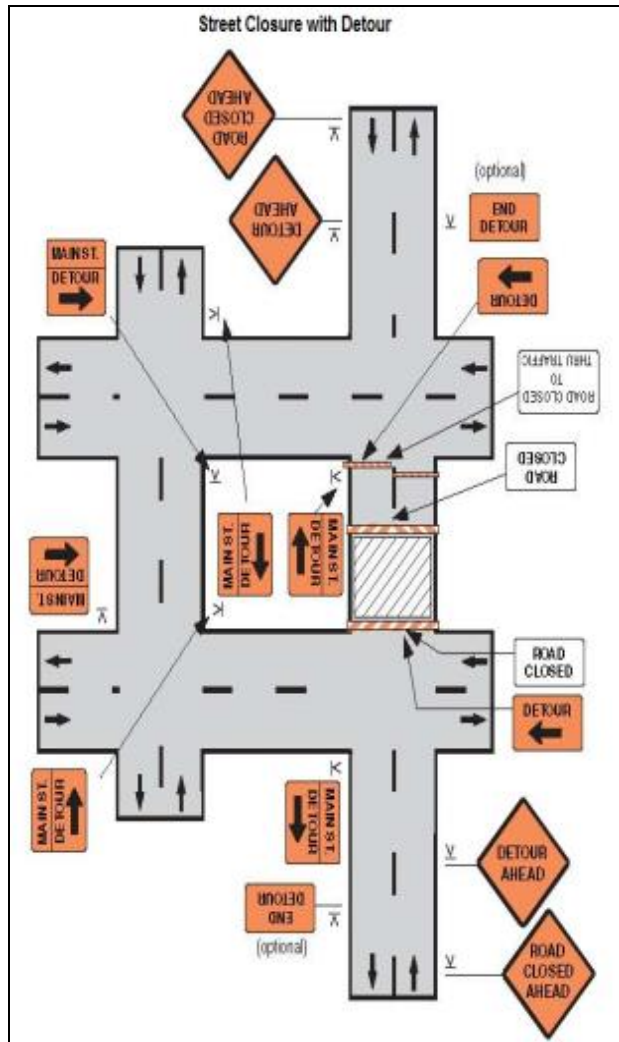 Street Closure with Detour
ROAD
CLOSED
AHEAD
DETOUR
AHEAD
(optional)
END
DETOUR
MAIN ST.
DETOUR
DETOUR
ROAD CLOSED
TO
THRU TRAFFIC
ROAD
CLOSED
MAIN ST.
DETOUR
MAIN ST.
DETOUR
MAIN ST.
DETOUR
ROAD
CLOSED
DETOUR
MAIN ST.
DETOUR
MAIN ST.
DETOUR
DETOUR
AHEAD
END
DETOUR
(optional)
ROAD
CLOSED
AHEAD